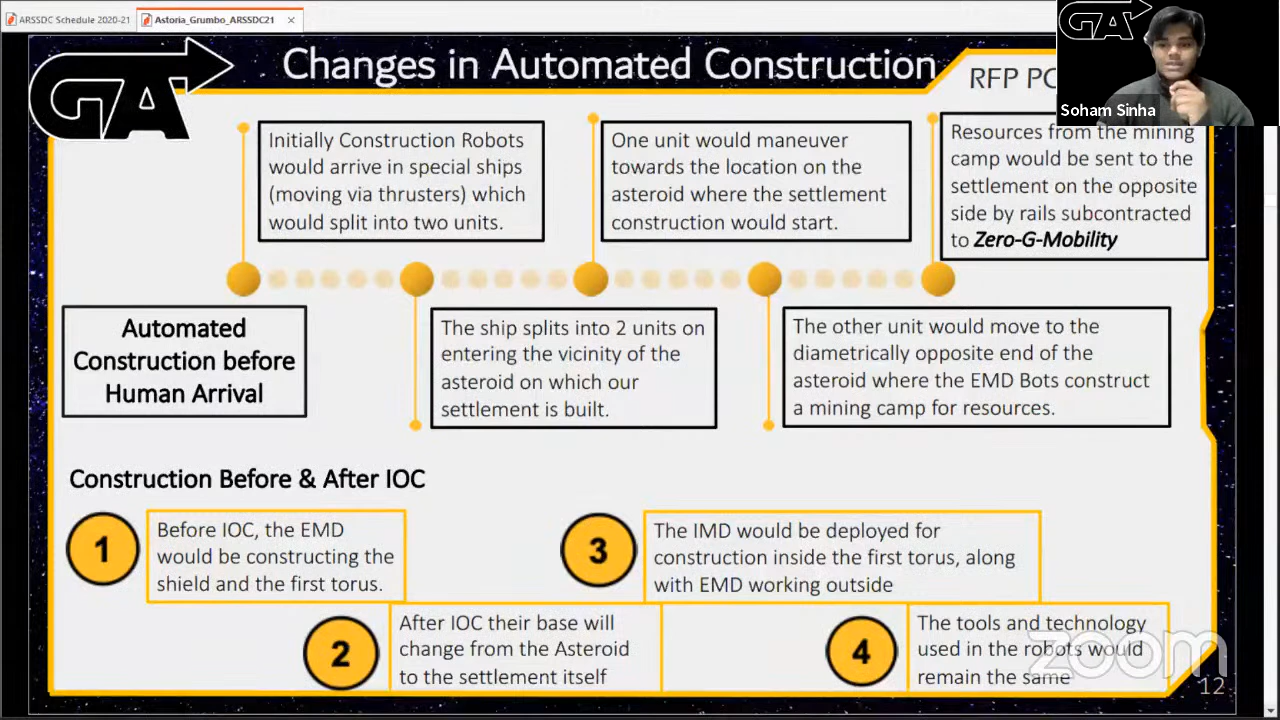 ARSSDC Schedule 2020-21
Astoria_Grumbo_ARSSDC21
GA
Changes in Automated Construction
RFP PO
Soham Sinha
Initially Construction Robots
would arrive in special ships
(moving via thrusters) which
would split into two units.
One unit would maneuver
towards the location on the
asteroid where the settlement
construction would start.
Resources from the mining
camp would be sent to the
settlement on the opposite
side by rails subcontracted
to Zero-G-Mobility
Automated
Construction before
Human Arrival
The ship splits into 2 units on
entering the vicinity of the
asteroid on which our
settlement is built.
The other unit would move to the
diametrically opposite end of the
asteroid where the EMD Bots construct
a mining camp for resources.
Construction Before & After IOC
1
Before IOC, the EMD
would be constructing the
shield and the first torus.
3
The IMD would be deployed for
construction inside the first torus, along
with EMD working outside
2
After IOC their base will
change from the Asteroid
to the settlement itself
4
The tools and technology
used in the robots would
remain the same
zoom
12